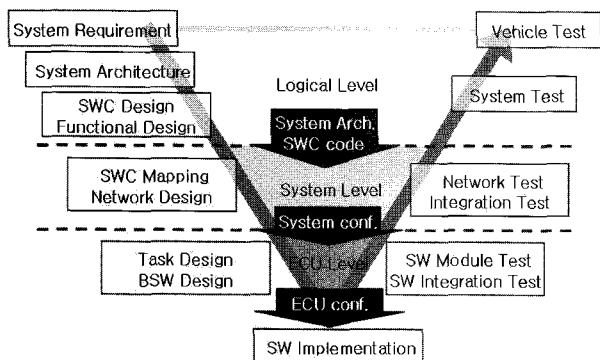 System Requirement
Vehicle Test
System Architecture
Logical Level
System Test
SWC Design
Functional Design
System Arch.
SWC code
SWC Mapping
Network Design
System Level
Network Test
Integration Test
System conf.
Task Design
BSW Design
ECU Level
SW Module Test
SW Integration Test
ECU conf.
SW Implementation